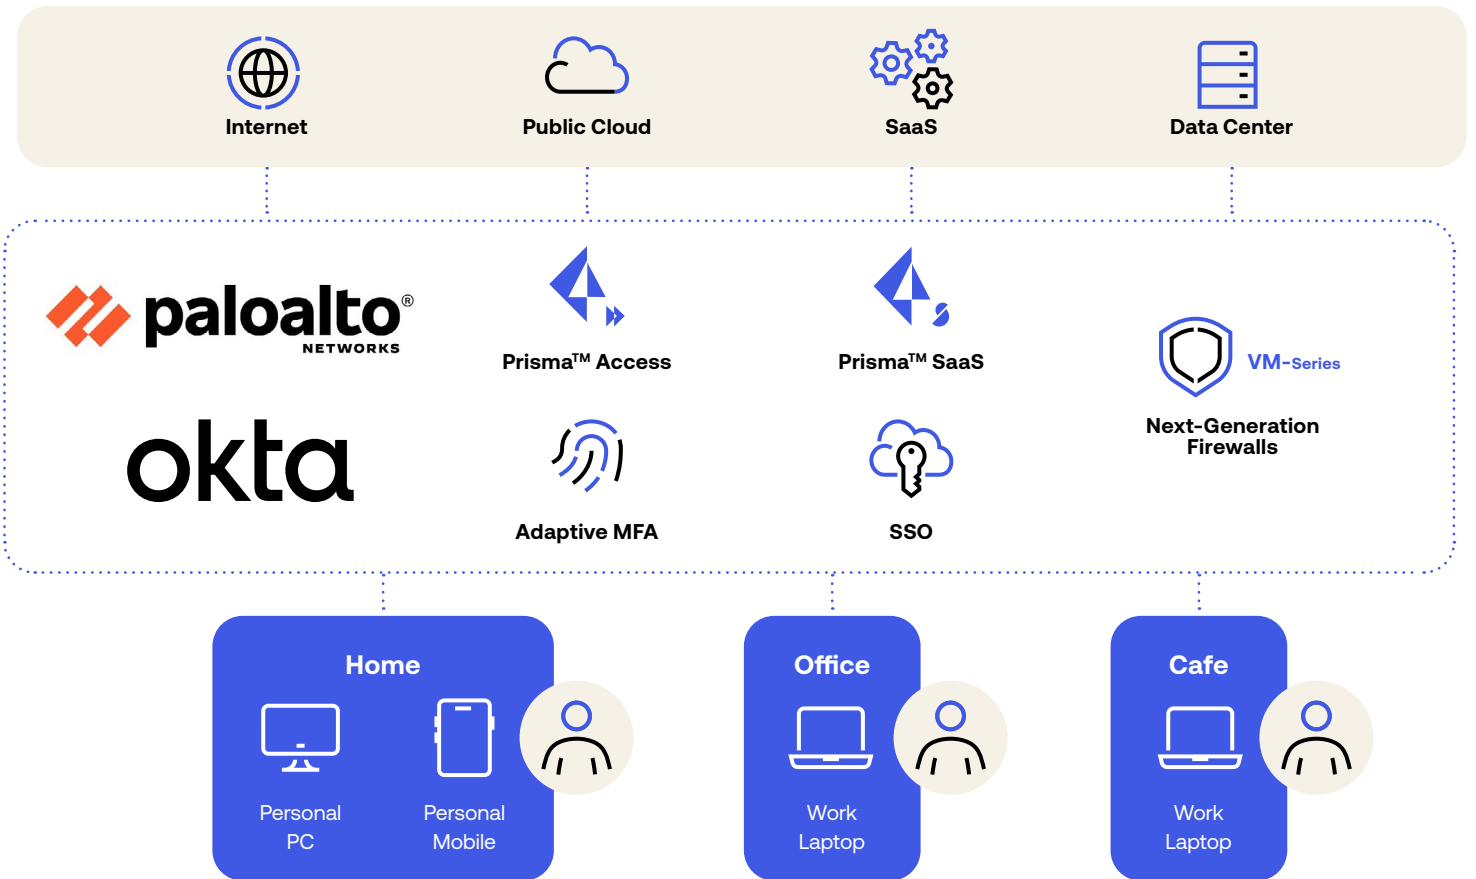 Internet
Public Cloud
SaaS
Data Center
paloalto®
NETWORKS
Prisma™ Access
Prisma™ SaaS
VM-Series
Next-Generation
Firewalls
okta
Adaptive MFA
SSO
Home
Personal
PC
Personal
Mobile
Office
Work
Laptop
Cafe
Work
Laptop